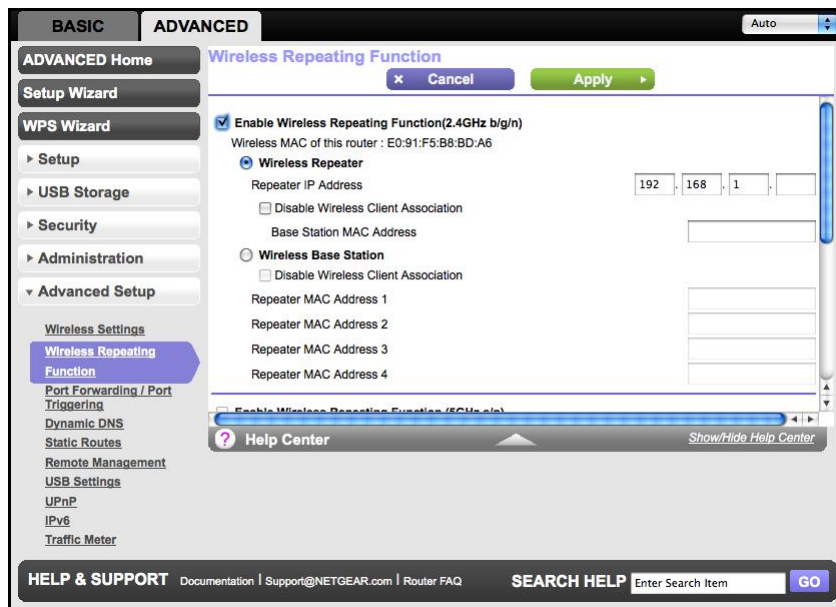 BASIC
ADVANCED
Auto
ADVANCED Home
Setup Wizard
WPS Wizard
Setup
USB Storage
Security
Administration
Advanced Setup
Wireless Settings
Wireless Repeating
Function
Port Forwarding / Port
Triggering
Dynamic DNS
Static Routes
Remote Management
USB Settings
UPnP
IPv6
Traffic Meter
Wireless Repeating Function
Cancel
Apply
Enable Wireless Repeating Function(2.4GHz b/g/n)
Wireless MAC of this router : E0:91:F5:B8:BD:A6
Wireless Repeater
Repeater IP Address 192 . 168 . 1 .
Disable Wireless Client Association
Base Station MAC Address
Wireless Base Station
Disable Wireless Client Association
Repeater MAC Address 1
Repeater MAC Address 2
Repeater MAC Address 3
Repeater MAC Address 4
Enable Wireless Repeating Function (5GHz a/n)
? Help Center
Show/Hide Help Center
HELP & SUPPORT Documentation | Support@NETGEAR.com | Router FAQ
SEARCH HELP Enter Search Item GO